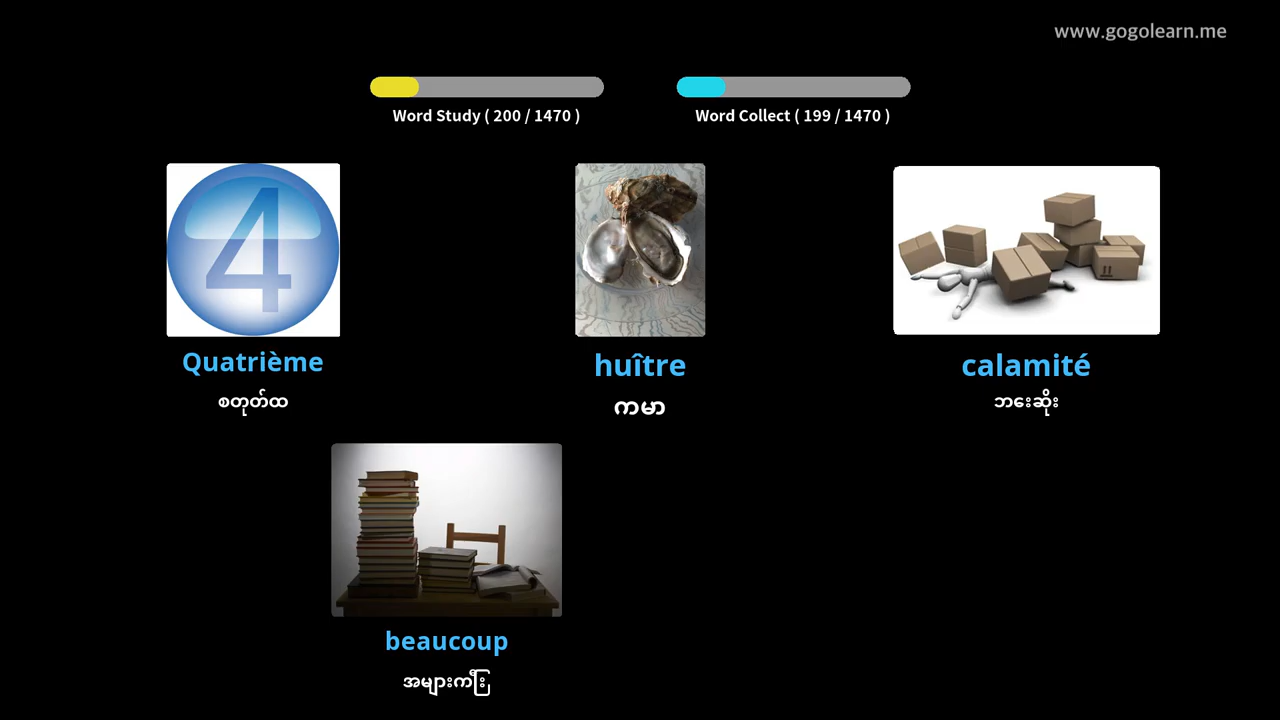 www.gogolearn.me
Word Study ( 200 / 1470 )
Word Collect ( 199 / 1470 )
4
Quatrième
huître
calamité
စတုတ်ထ
ကမာ
ဘေးဆိုး
beaucoup
အများကြီး